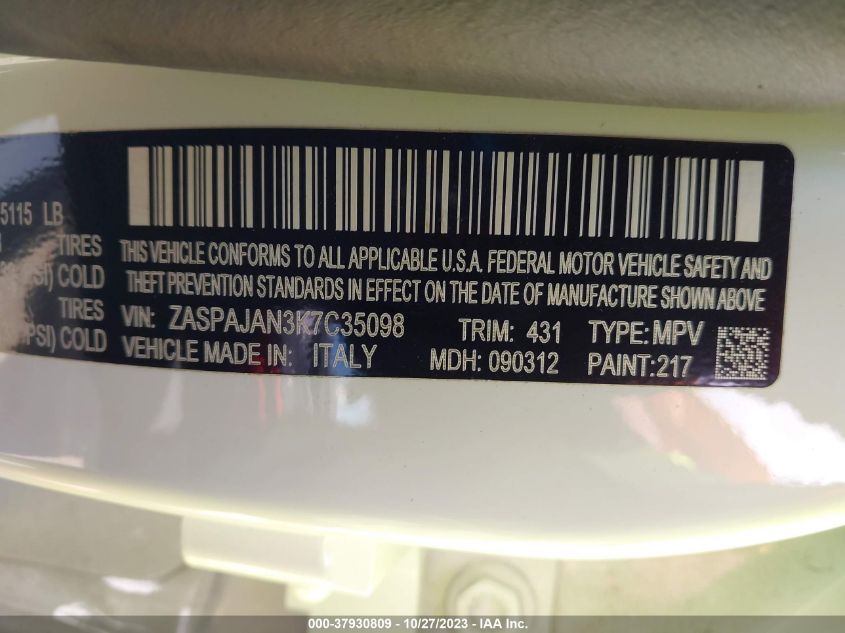 5115 LB
TIRES
SI) COLD
TIRES
PSI) COLD
THIS VEHICLE CONFORMS TO ALL APPLICABLE U.S.A. FEDERAL MOTOR VEHICLE SAFETY AND
THEFT PREVENTION STANDARDS IN EFFECT ON THE DATE OF MANUFACTURE SHOWN ABOVE
VIN: ZASPAJAN3K7C35098 TRIM: 431 TYPE: MPV
VEHICLE MADE IN: ITALY MDH: 090312 PAINT:217
000-37930809 - 10/27/2023 - IAA Inc.